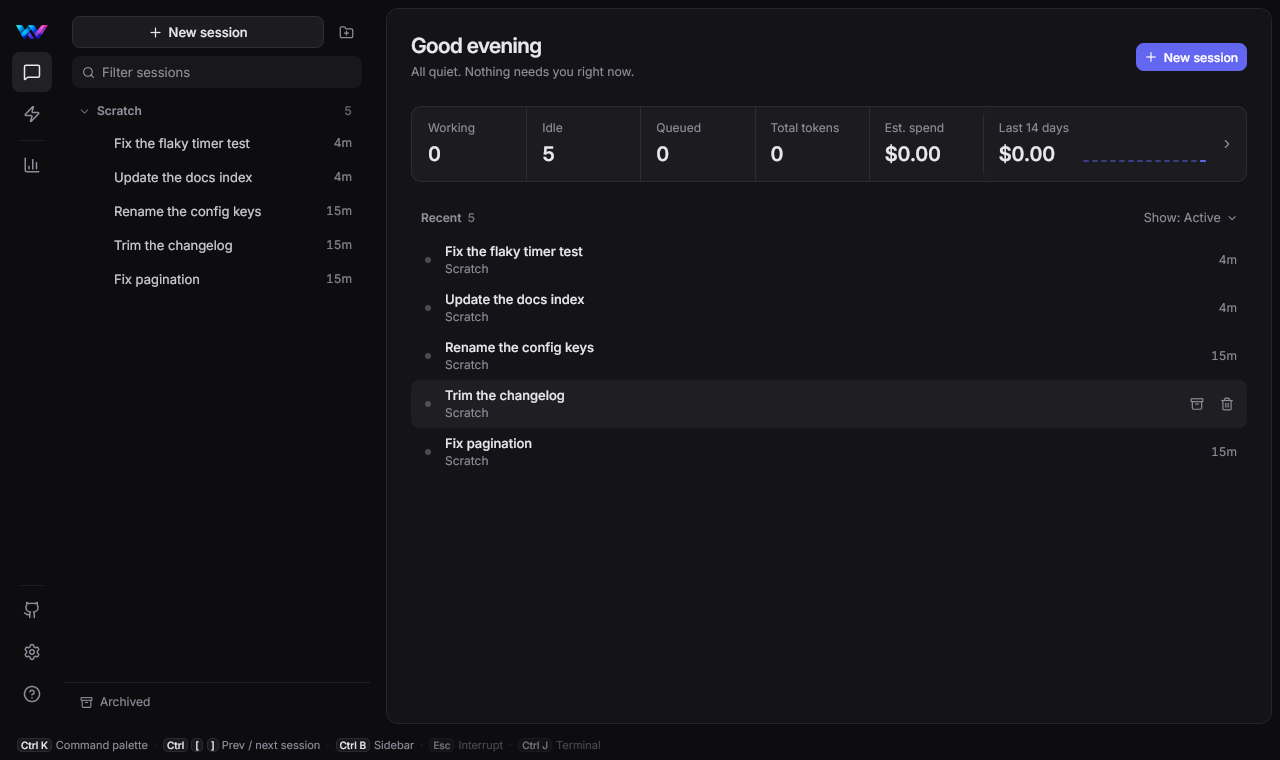 New session
Filter sessions
Scratch 5
Fix the flaky timer test 4m
Update the docs index 4m
Rename the config keys 15m
Trim the changelog 15m
Fix pagination 15m
Archived
Good evening
All quiet. Nothing needs you right now.
New session
Working
0
Idle
5
Queued
0
Total tokens
0
Est. spend
$0.00
Last 14 days
$0.00
Recent 5
Show: Active
Fix the flaky timer test
Scratch
4m
Update the docs index
Scratch
4m
Rename the config keys
Scratch
15m
Trim the changelog
Scratch
Fix pagination
Scratch
15m
Ctrl K Command palette · Ctrl [ ] Prev / next session · Ctrl B Sidebar · Esc Interrupt · Ctrl J Terminal